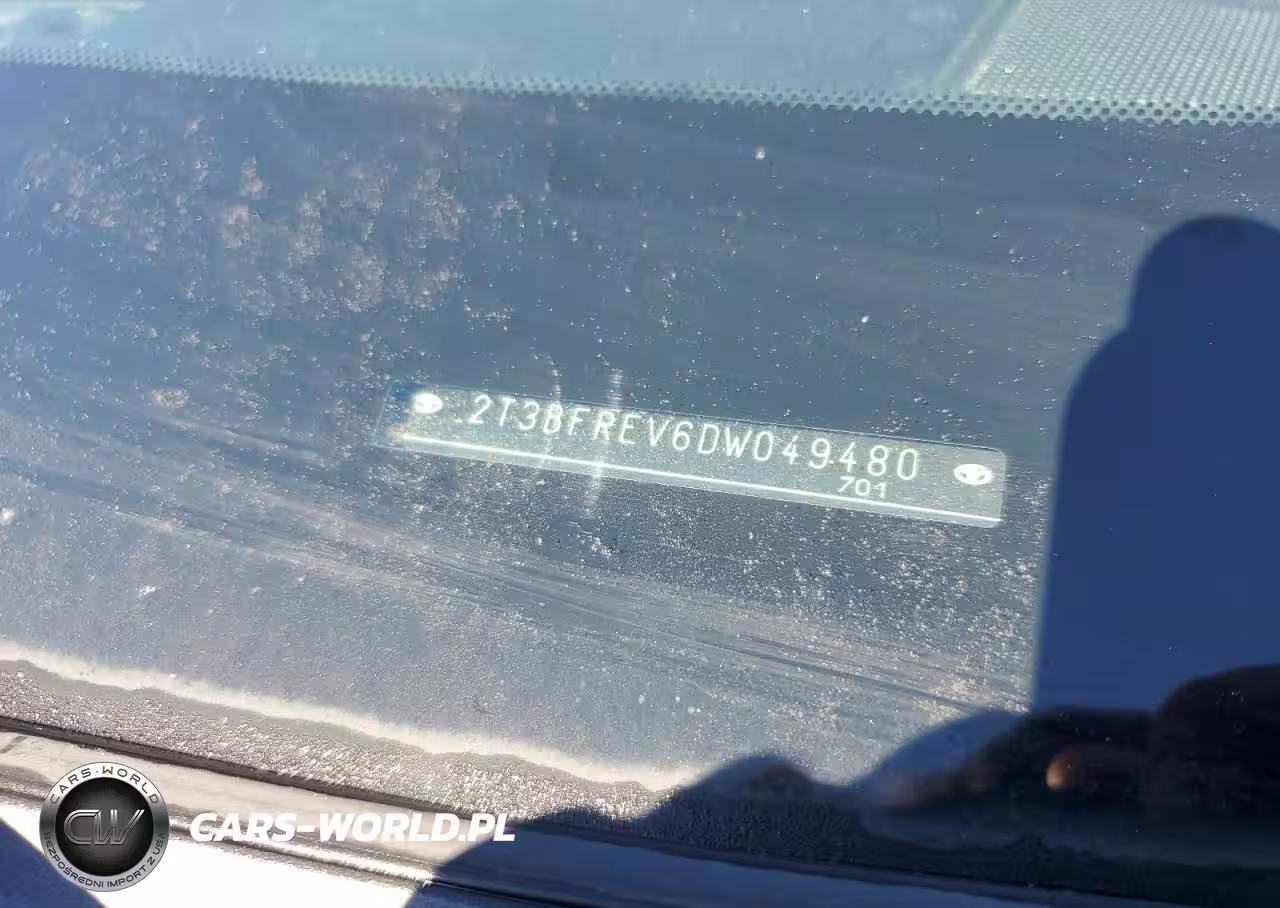 2T3BFREV6DW049480
701
CARS-WORLD
CW
BEZPOŚREDNI IMPORT Z USA
CARS-WORLD.PL